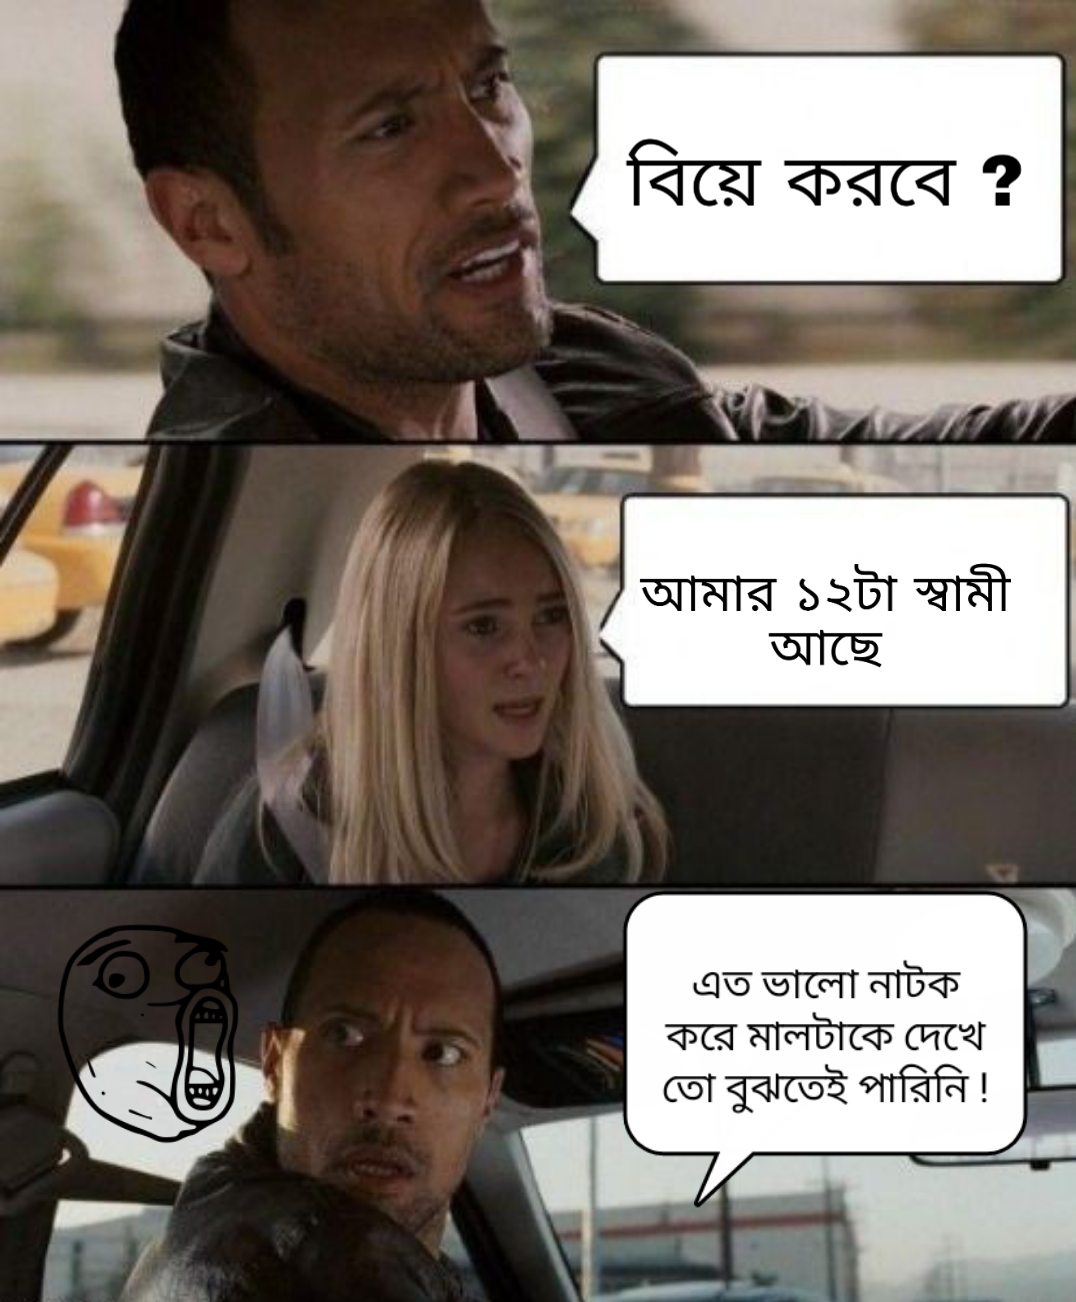 বিয়ে করবে ?
আমার ১২টা স্বামী
আছে
এত ভালো নাটক
করে মালটাকে দেখে
তো বুঝতেই পারিনি !